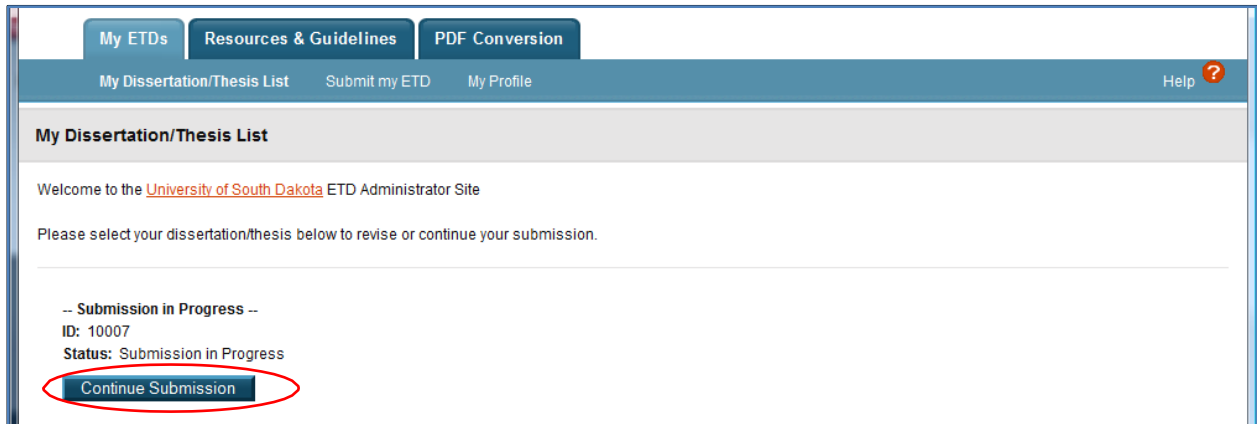 My ETDs Resources & Guidelines PDF Conversion
My Dissertation/Thesis List Submit my ETD My Profile Help ?
My Dissertation/Thesis List
Welcome to the University of South Dakota ETD Administrator Site
Please select your dissertation/thesis below to revise or continue your submission.
-- Submission in Progress --
ID: 10007
Status: Submission in Progress
Continue Submission